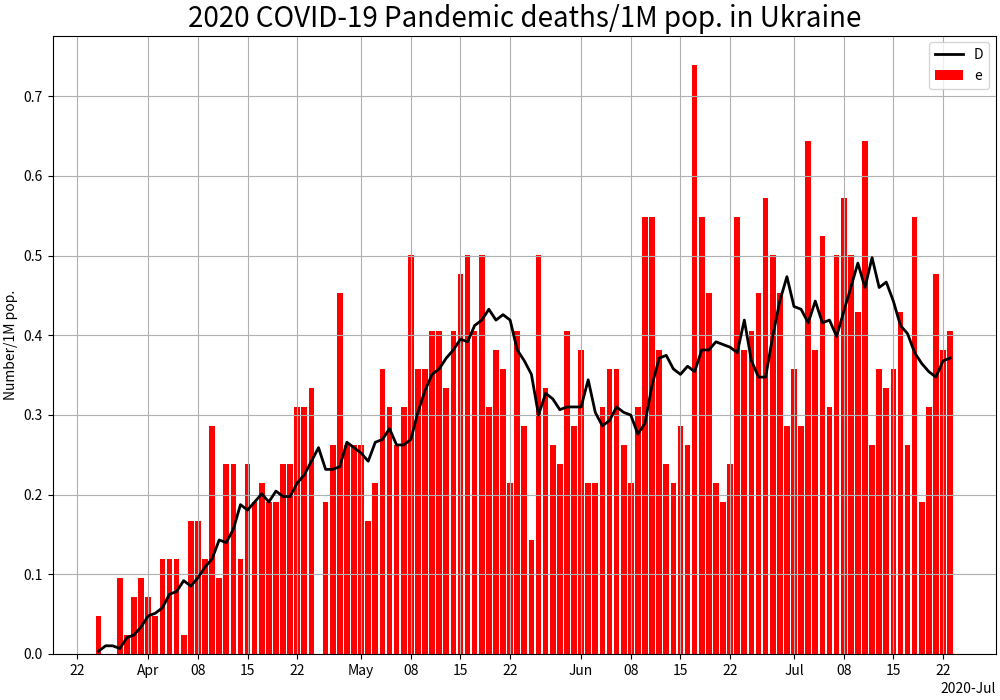 2020 COVID-19 Pandemic deaths/1M pop. in Ukraine
D
e
Number/1M pop.
0.7
0.6
0.5
0.4
0.3
0.2
0.1
0.0
22 Apr 08 15 22 May 08 15 22 Jun 08 15 22 Jul 08 15 22
2020-Jul